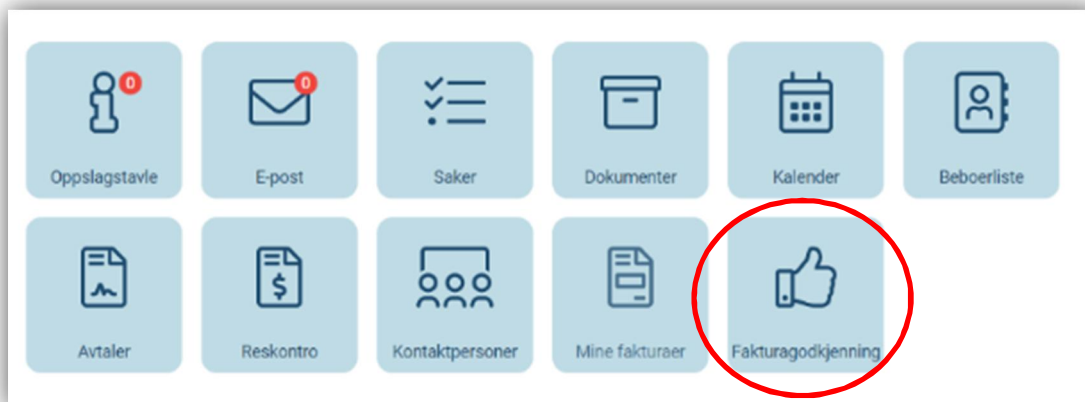 0
0
Oppslagstavle
E-post
Saker
Dokumenter
Kalender
Beboerliste
$
Avtaler
Reskontro
Kontaktpersoner
Mine fakturaer
Fakturagodkjenning